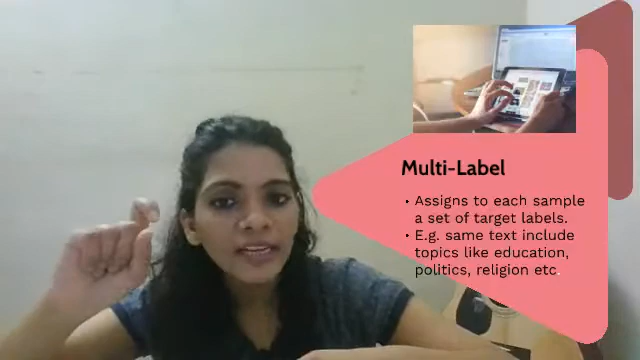 Multi-Label
• Assigns to each sample
a set of target labels.
• E.g. same text include
topics like education,
politics, religion etc.